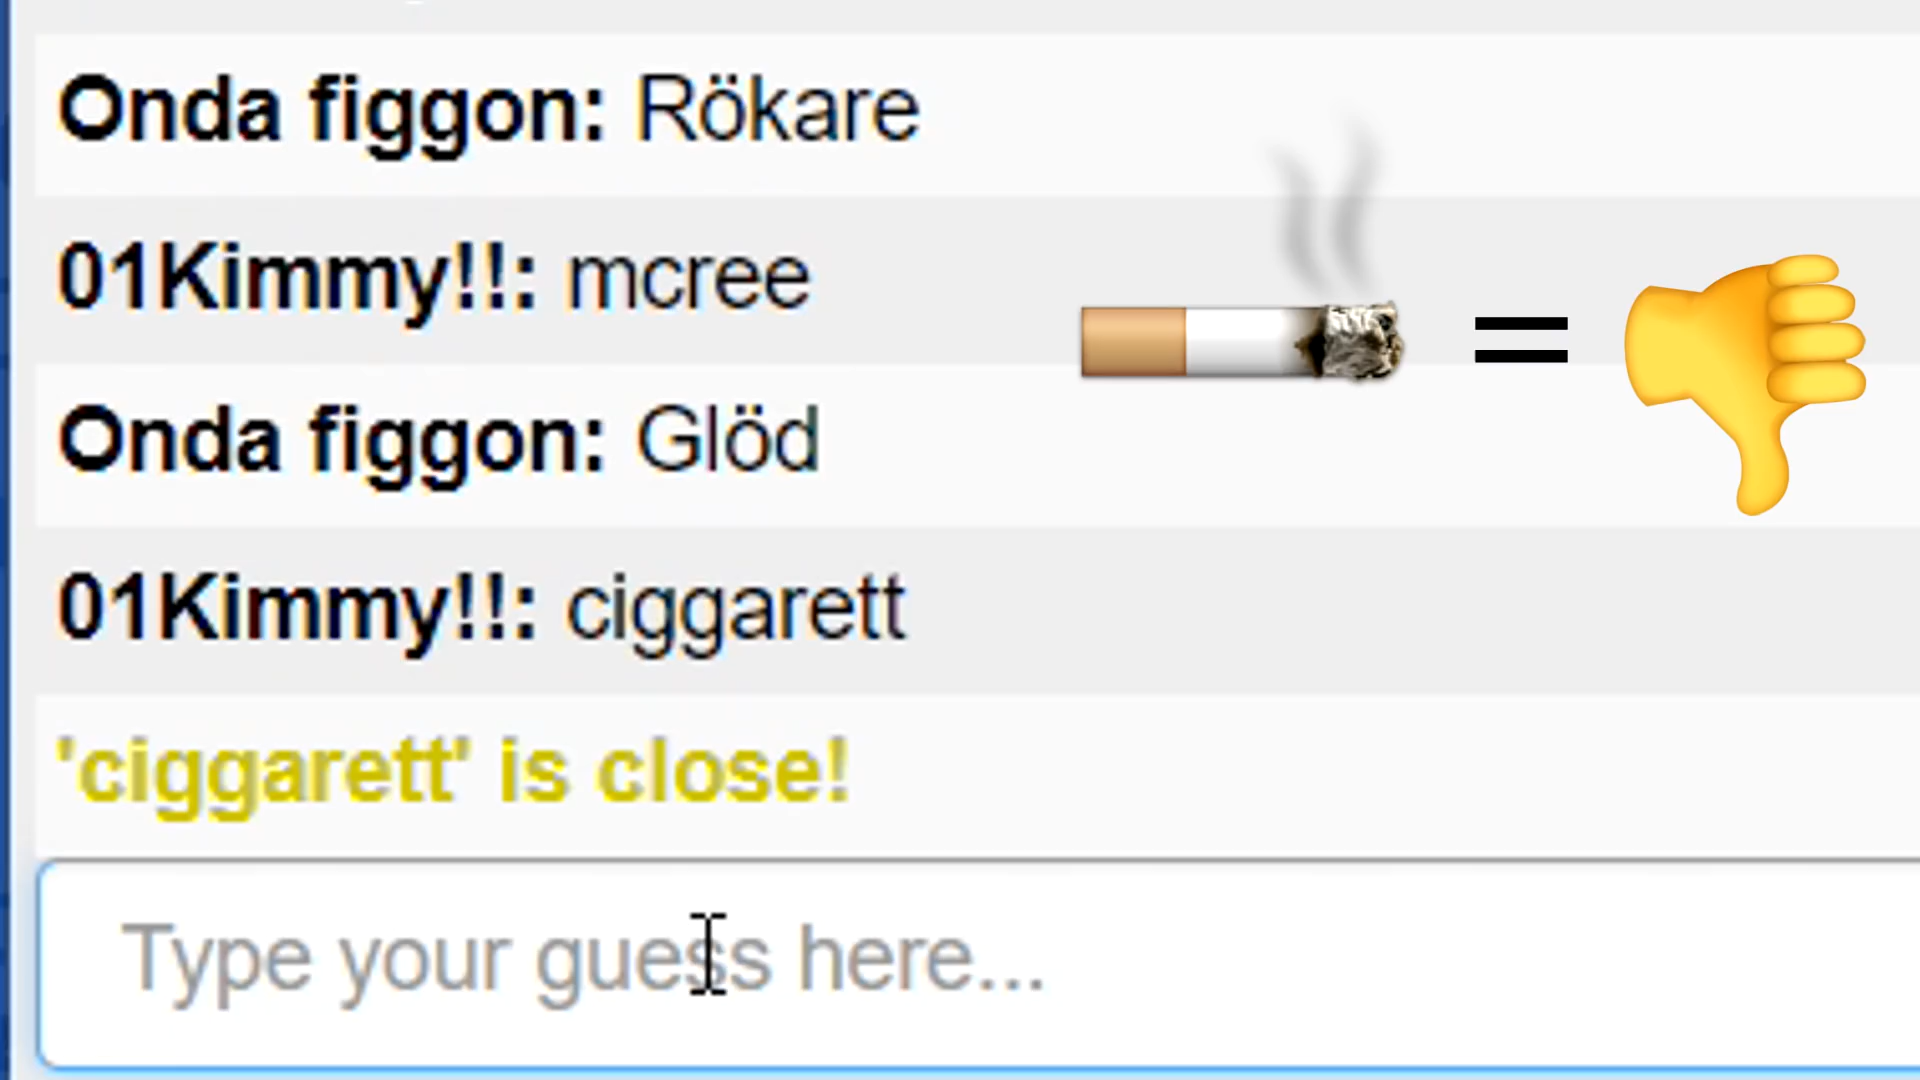 Onda figgon: Rökare
01Kimmy!!: mcree
=
Onda figgon: Glöd
01Kimmy!!: ciggarett
'ciggarett' is close!
Type your guess here...